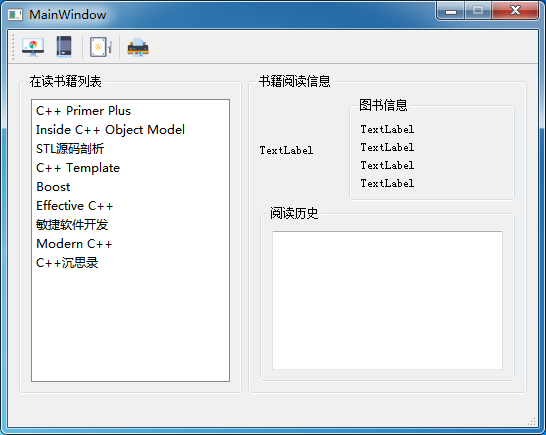 MainWindow
在读书籍列表
C++ Primer Plus
Inside C++ Object Model
STL源码剖析
C++ Template
Boost
Effective C++
敏捷软件开发
Modern C++
C++沉思录
书籍阅读信息
TextLabel
图书信息
TextLabel
TextLabel
TextLabel
TextLabel
阅读历史